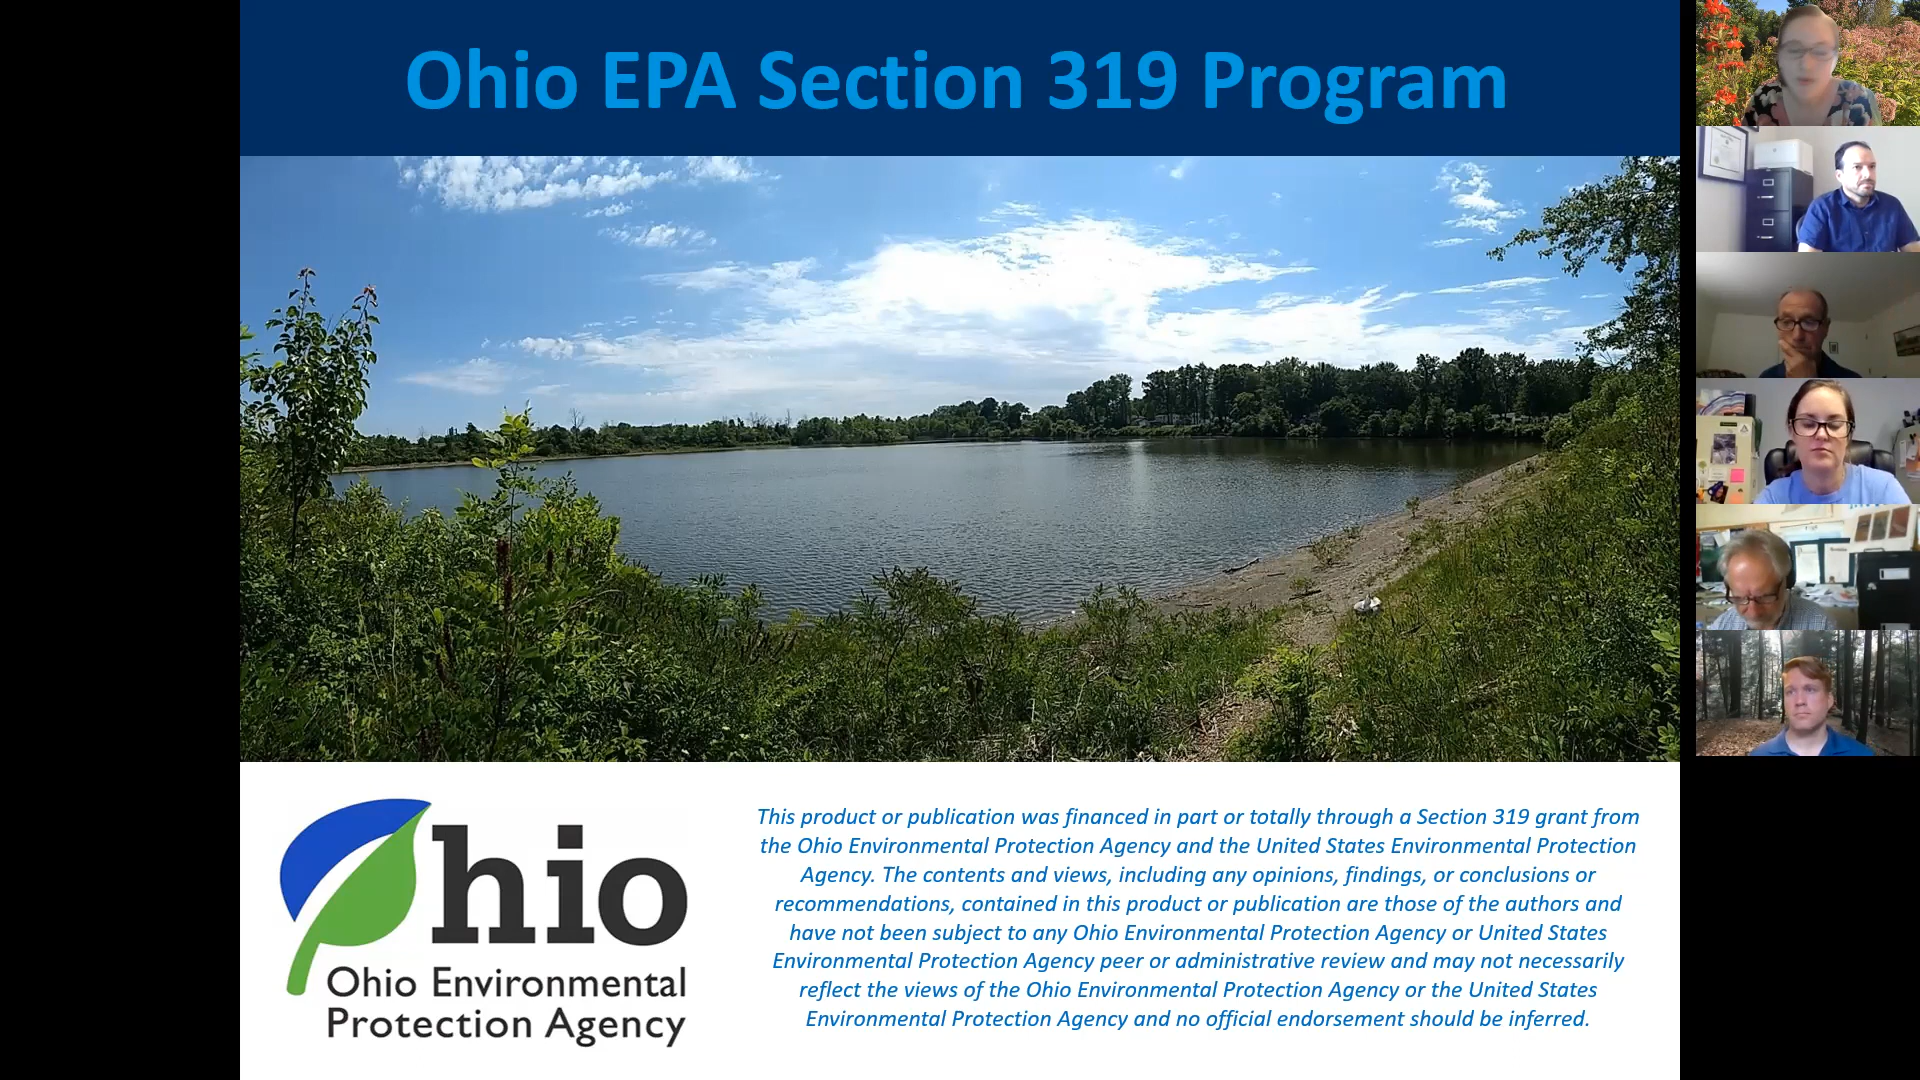 Ohio EPA Section 319 Program
Ohio
Ohio Environmental
Protection Agency
This product or publication was financed in part or totally through a Section 319 grant from
the Ohio Environmental Protection Agency and the United States Environmental Protection
Agency. The contents and views, including any opinions, findings, or conclusions or
recommendations, contained in this product or publication are those of the authors and
have not been subject to any Ohio Environmental Protection Agency or United States
Environmental Protection Agency peer or administrative review and may not necessarily
reflect the views of the Ohio Environmental Protection Agency or the United States
Environmental Protection Agency and no official endorsement should be inferred.